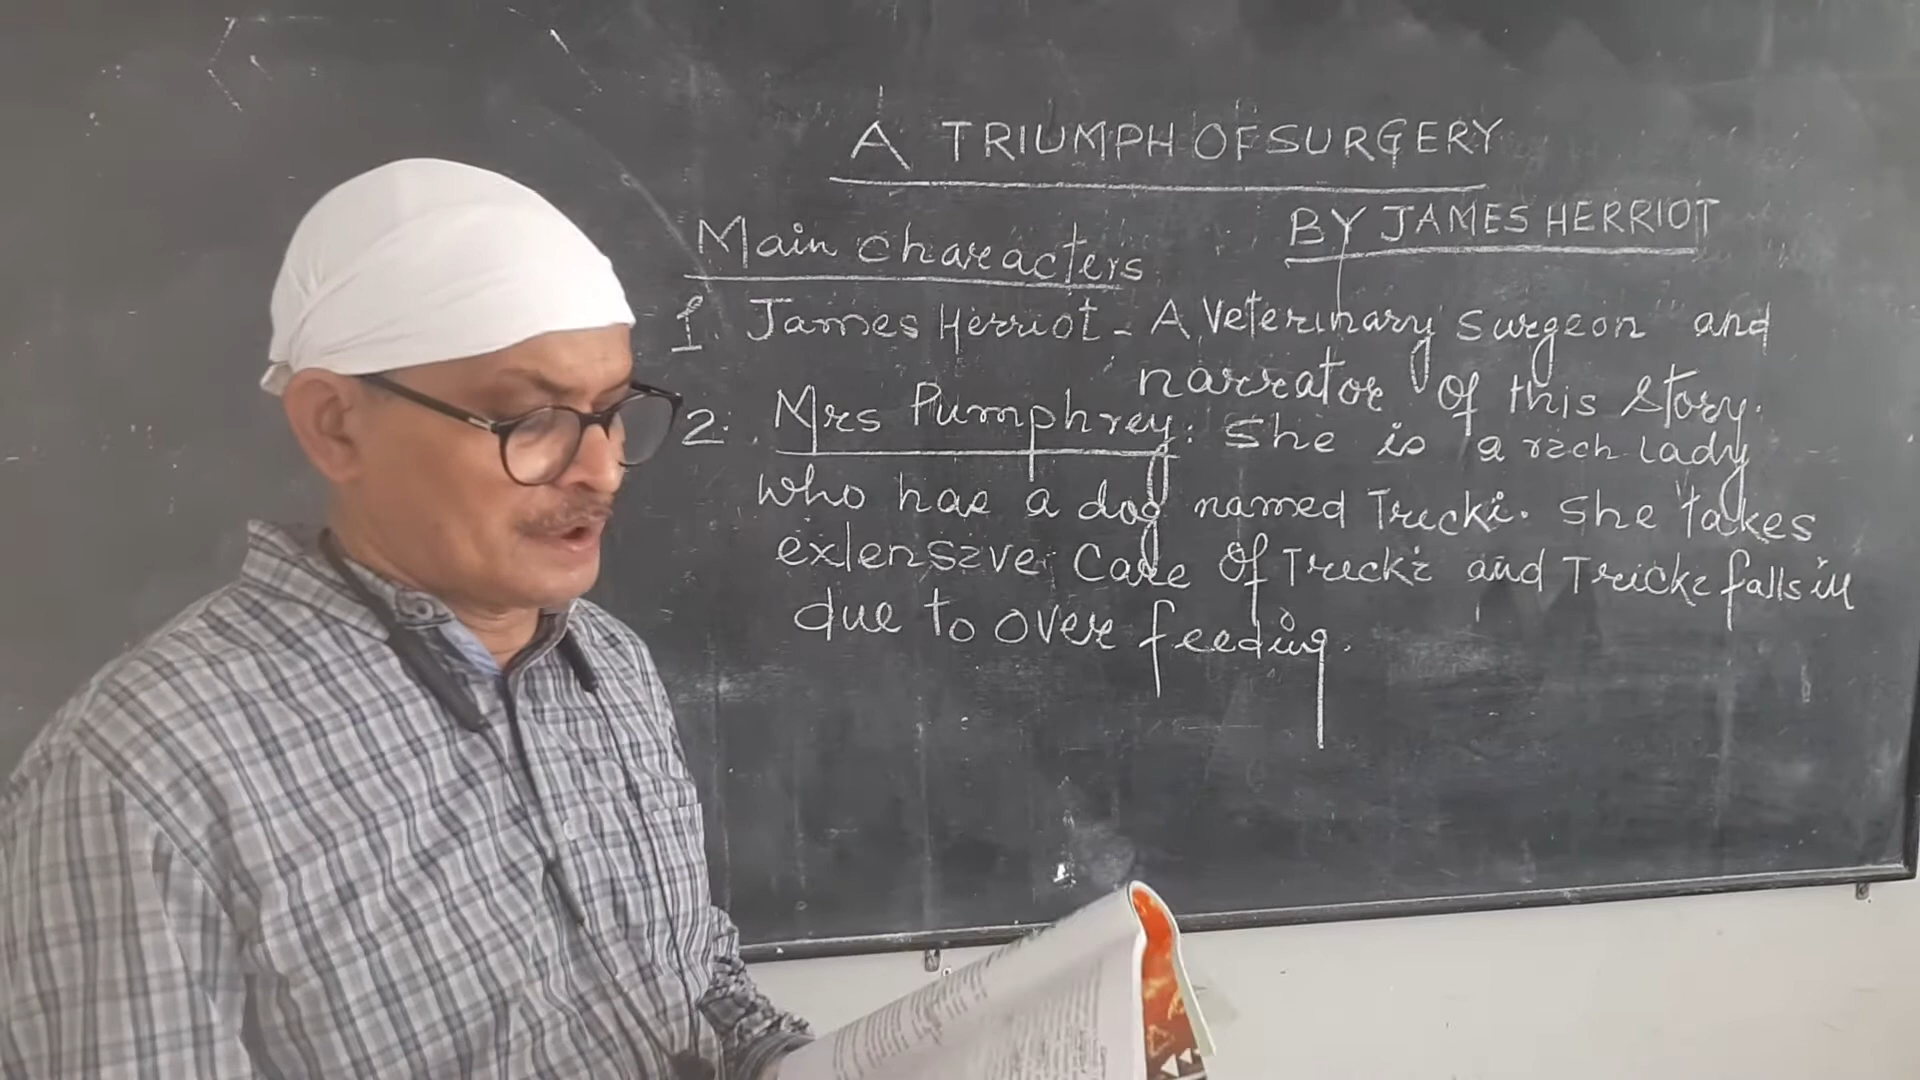 A TRIUMPH OF SURGERY
BY JAMES HERRIOT
Main characters
1. James Herriot - A Veterinary surgeon and
narrator of this story.
2. Mrs Pumphrey: She is a rich lady
who has a dog named Tricki. She takes
extensive care of Tricki and Tricki falls ill
due to over feeding.